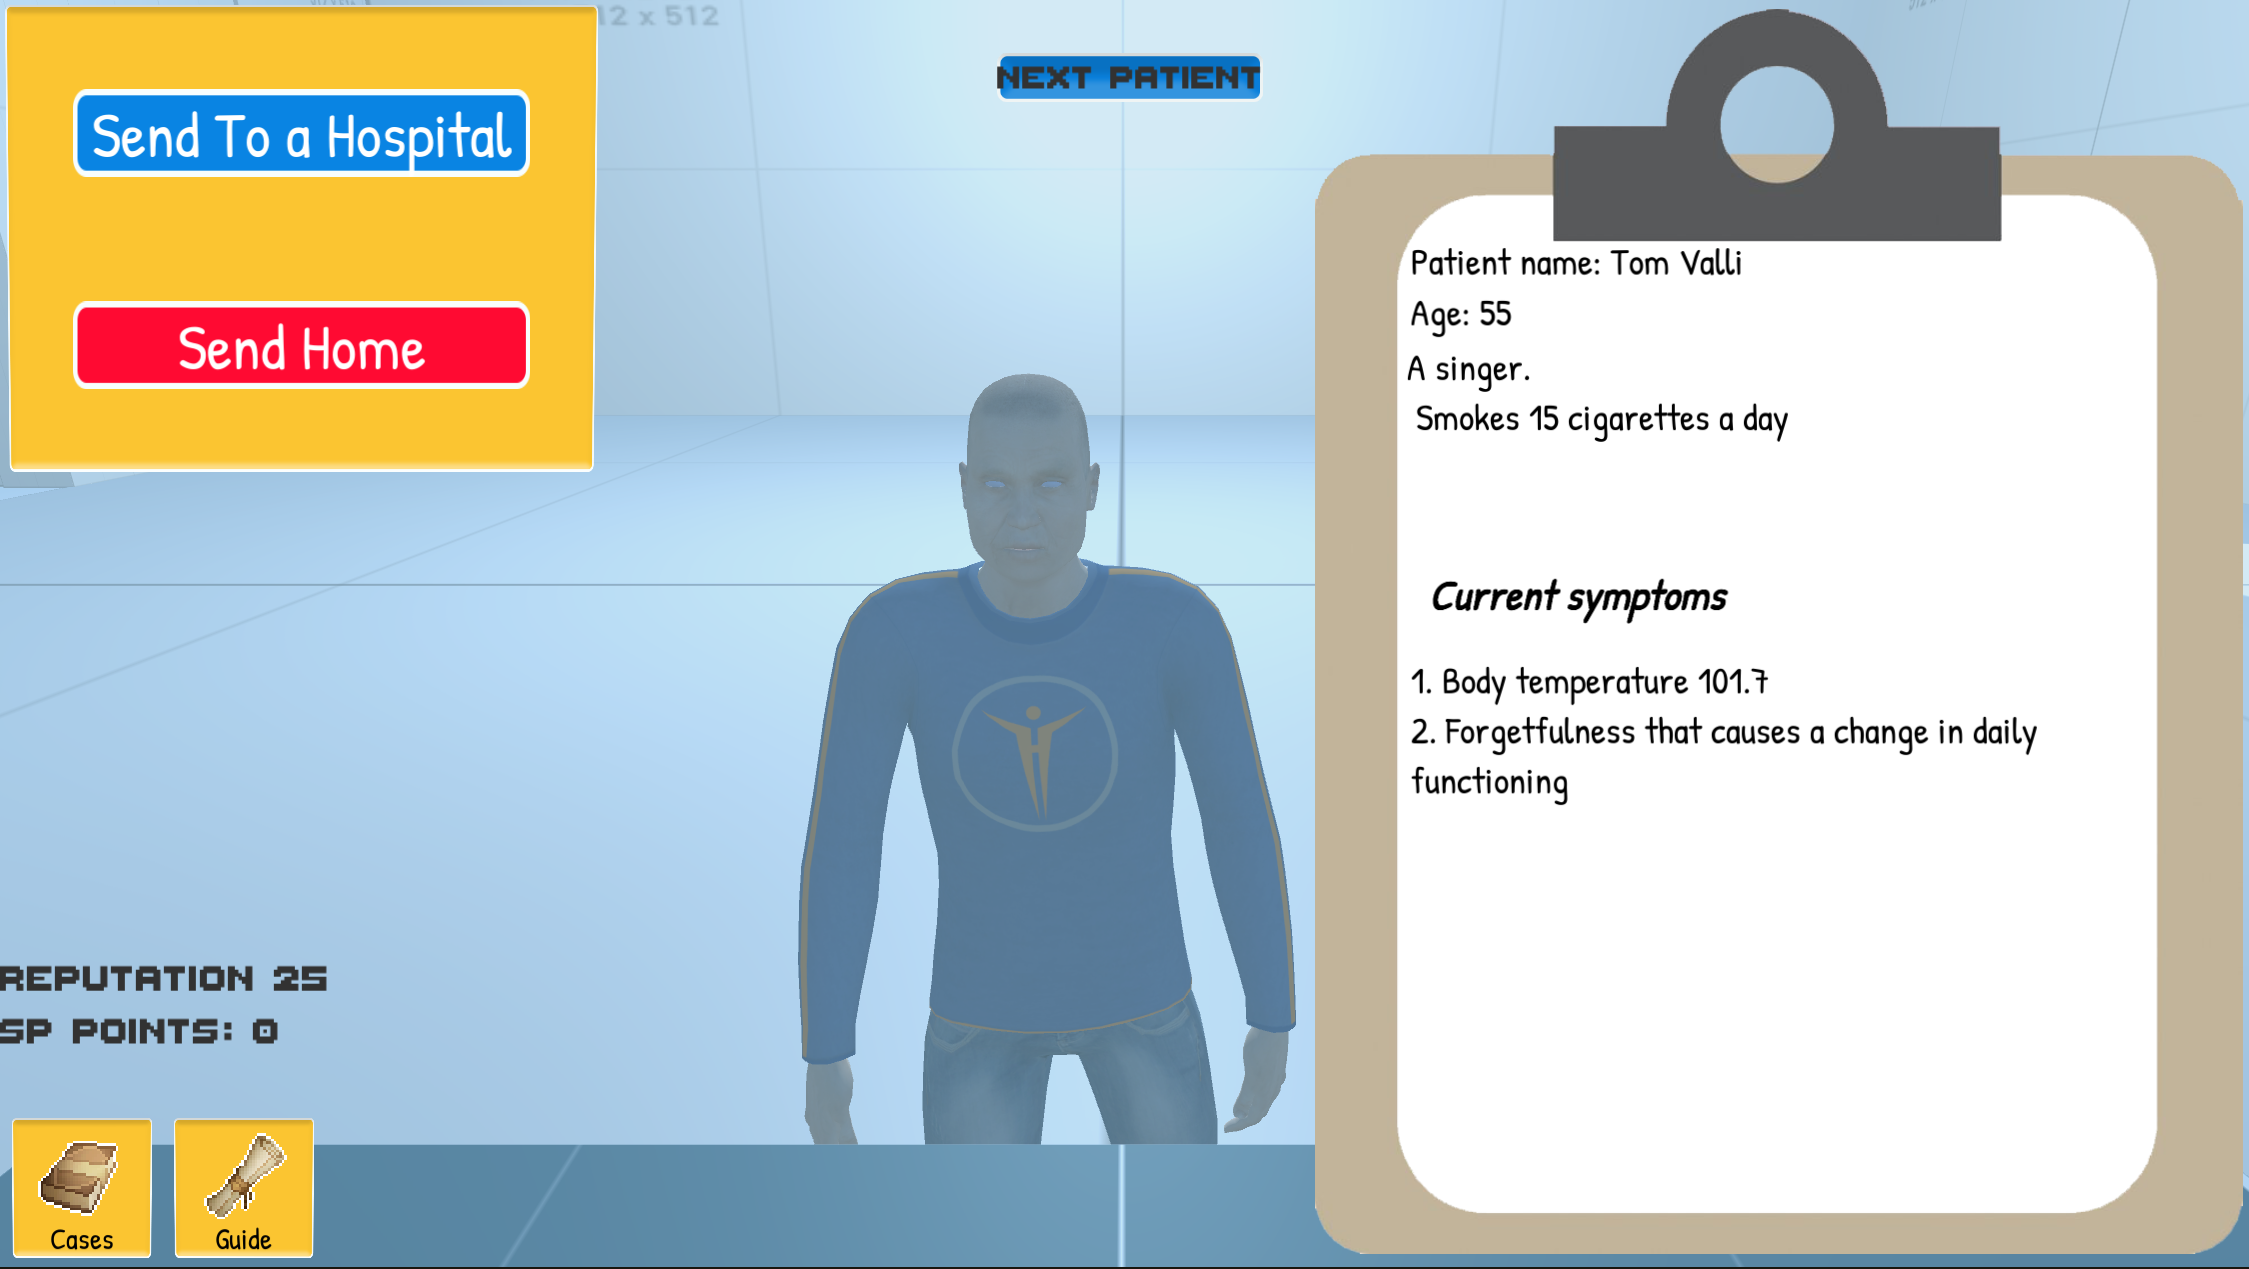 12 x 512
NEXT PATIENT
Send To a Hospital
Send Home
Patient name: Tom Valli
Age: 55
A singer.
Smokes 15 cigarettes a day
Current symptoms
1. Body temperature 101.7
2. Forgetfulness that causes a change in daily
functioning
REPUTATION 25
SP POINTS: 0
Cases
Guide